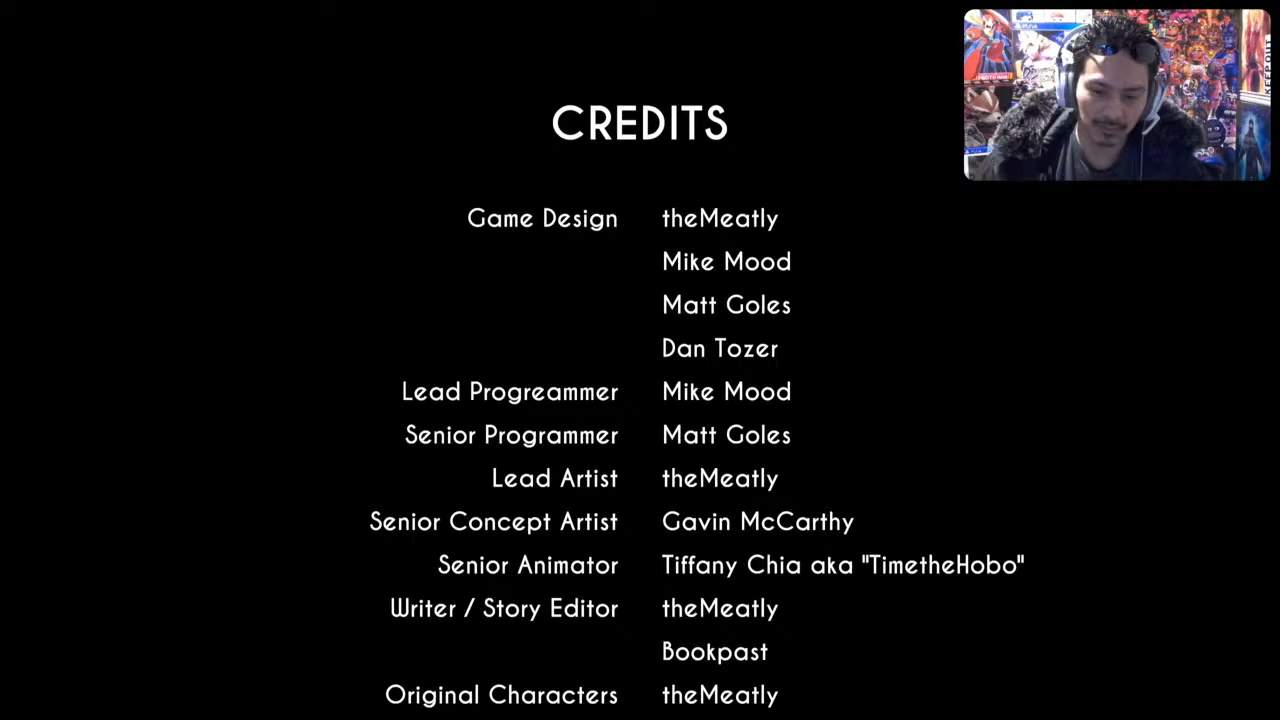 CREDITS
Game Design theMeatly
Mike Mood
Matt Goles
Dan Tozer
Lead Progreammer Mike Mood
Senior Programmer Matt Goles
Lead Artist theMeatly
Senior Concept Artist Gavin McCarthy
Senior Animator Tiffany Chia aka "TimetheHobo"
Writer / Story Editor theMeatly
Bookpast
Original Characters theMeatly
KEEP OUT